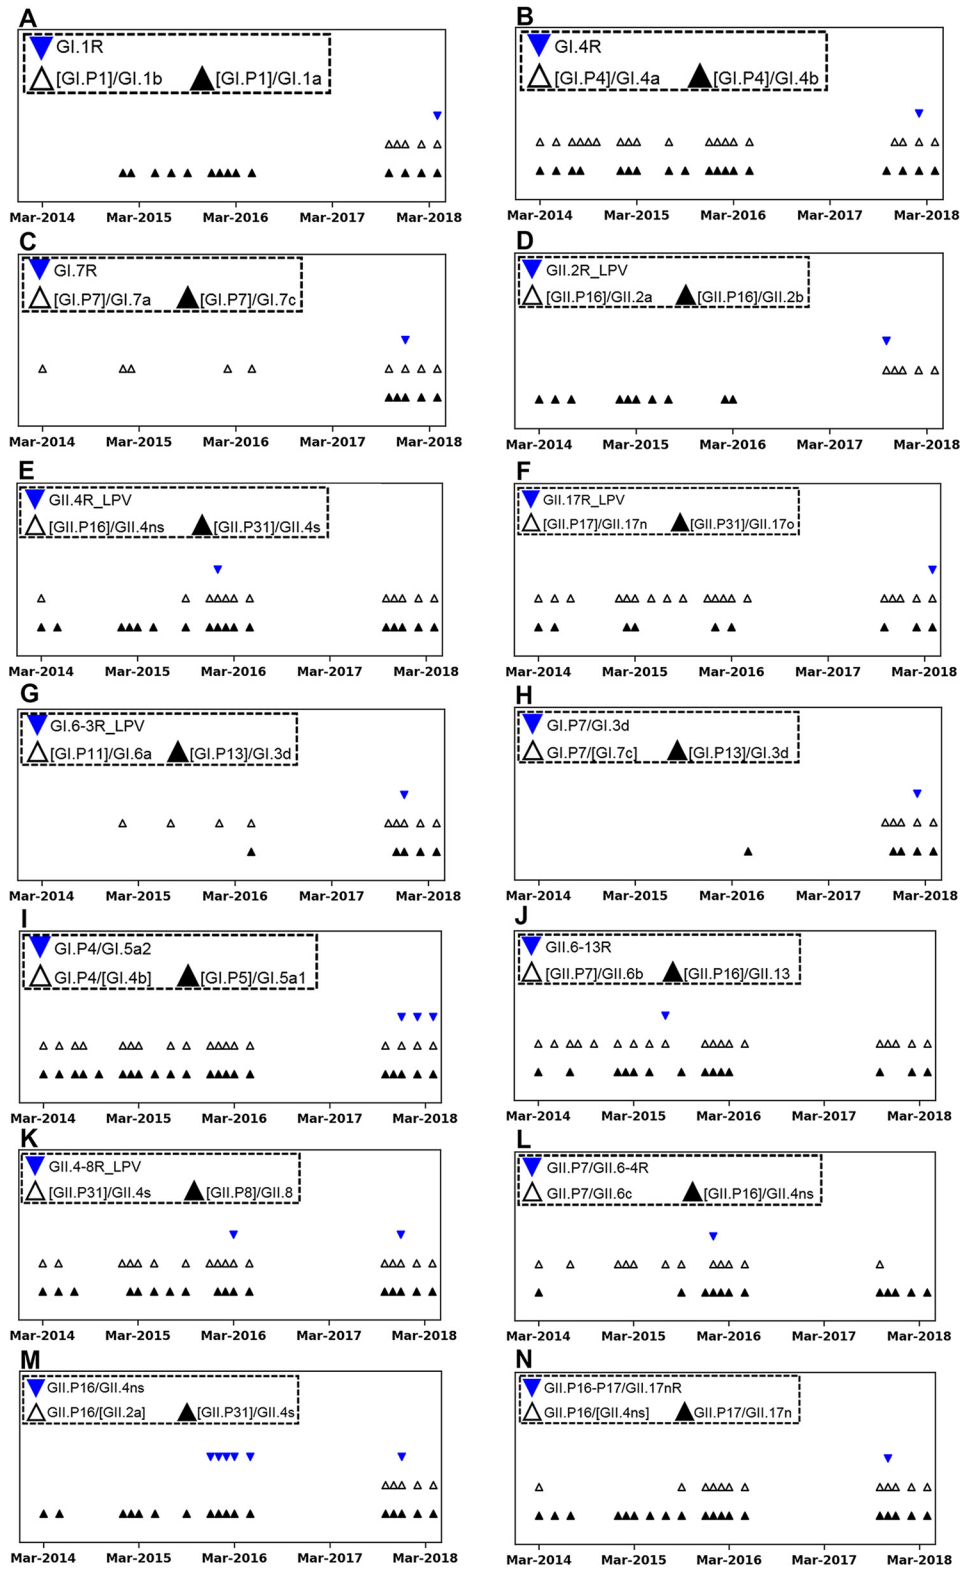 A
GI.1R
[GI.P1]/GI.1b [GI.P1]/GI.1a
Mar-2014 Mar-2015 Mar-2016 Mar-2017 Mar-2018
B
GI.4R
[GI.P4]/GI.4a [GI.P4]/GI.4b
Mar-2014 Mar-2015 Mar-2016 Mar-2017 Mar-2018
C
GI.7R
[GI.P7]/GI.7a [GI.P7]/GI.7c
Mar-2014 Mar-2015 Mar-2016 Mar-2017 Mar-2018
D
GII.2R_LPV
[GII.P16]/GII.2a [GII.P16]/GII.2b
Mar-2014 Mar-2015 Mar-2016 Mar-2017 Mar-2018
E
GII.4R_LPV
[GII.P16]/GII.4ns [GII.P31]/GII.4s
Mar-2014 Mar-2015 Mar-2016 Mar-2017 Mar-2018
F
GII.17R_LPV
[GII.P17]/GII.17n [GII.P31]/GII.17o
Mar-2014 Mar-2015 Mar-2016 Mar-2017 Mar-2018
G
GI.6-3R_LPV
[GI.P11]/GI.6a [GI.P13]/GI.3d
Mar-2014 Mar-2015 Mar-2016 Mar-2017 Mar-2018
H
GI.P7/GI.3d
GI.P7/[GI.7c] [GI.P13]/GI.3d
Mar-2014 Mar-2015 Mar-2016 Mar-2017 Mar-2018
I
GI.P4/GI.5a2
GI.P4/[GI.4b] [GI.P5]/GI.5a1
Mar-2014 Mar-2015 Mar-2016 Mar-2017 Mar-2018
J
GII.6-13R
[GII.P7]/GII.6b [GII.P16]/GII.13
Mar-2014 Mar-2015 Mar-2016 Mar-2017 Mar-2018
K
GII.4-8R_LPV
[GII.P31]/GII.4s [GII.P8]/GII.8
Mar-2014 Mar-2015 Mar-2016 Mar-2017 Mar-2018
L
GII.P7/GII.6-4R
GII.P7/GII.6c [GII.P16]/GII.4ns
Mar-2014 Mar-2015 Mar-2016 Mar-2017 Mar-2018
M
GII.P16/GII.4ns
GII.P16/[GII.2a] [GII.P31]/GII.4s
Mar-2014 Mar-2015 Mar-2016 Mar-2017 Mar-2018
N
GII.P16-P17/GII.17nR
GII.P16/[GII.4ns] GII.P17/GII.17n
Mar-2014 Mar-2015 Mar-2016 Mar-2017 Mar-2018